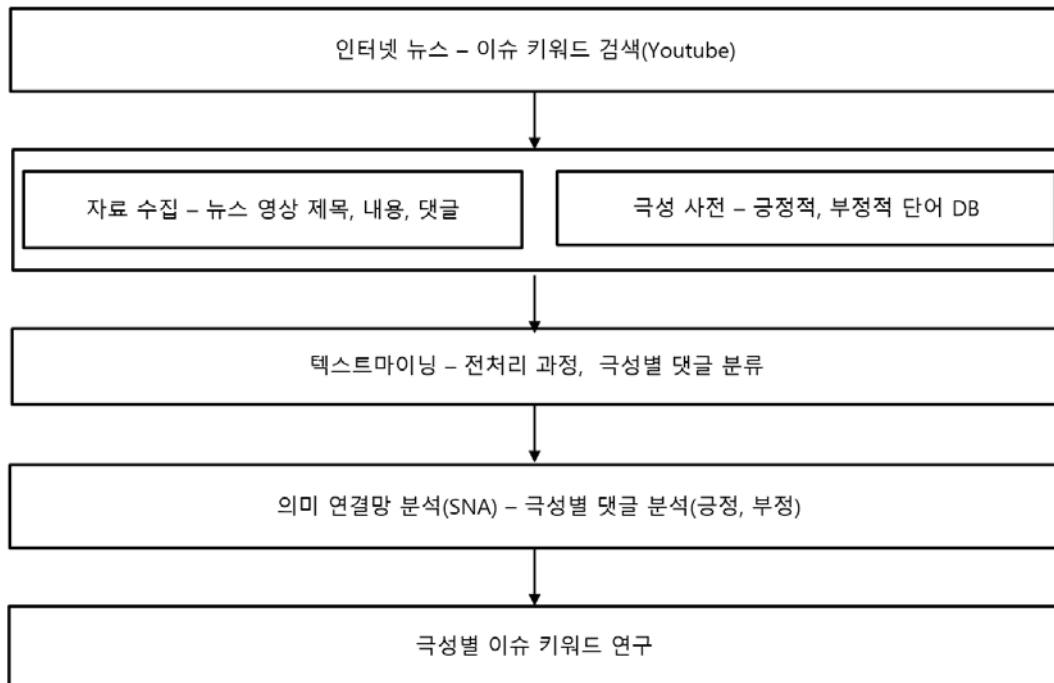 인터넷 뉴스 – 이슈 키워드 검색(Youtube)
자료 수집 – 뉴스 영상 제목, 내용, 댓글
극성 사전 – 긍정적, 부정적 단어 DB
텍스트마이닝 – 전처리 과정, 극성별 댓글 분류
의미 연결망 분석(SNA) – 극성별 댓글 분석(긍정, 부정)
극성별 이슈 키워드 연구